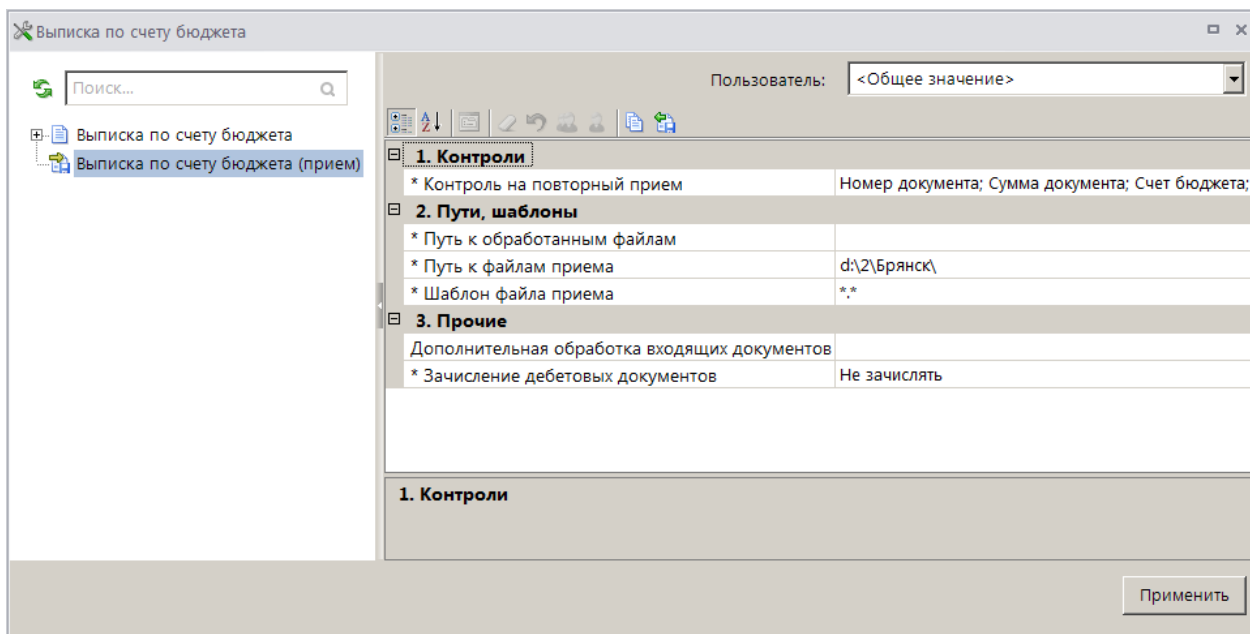 Выписка по счету бюджета
Поиск...
Пользователь: <Общее значение>
Выписка по счету бюджета
Выписка по счету бюджета (прием)
1. Контроли
* Контроль на повторный прием Номер документа; Сумма документа; Счет бюджета;
2. Пути, шаблоны
* Путь к обработанным файлам
* Путь к файлам приема d:\2\Брянск\
* Шаблон файла приема *.*
3. Прочие
Дополнительная обработка входящих документов
* Зачисление дебетовых документов Не зачислять
1. Контроли
Применить